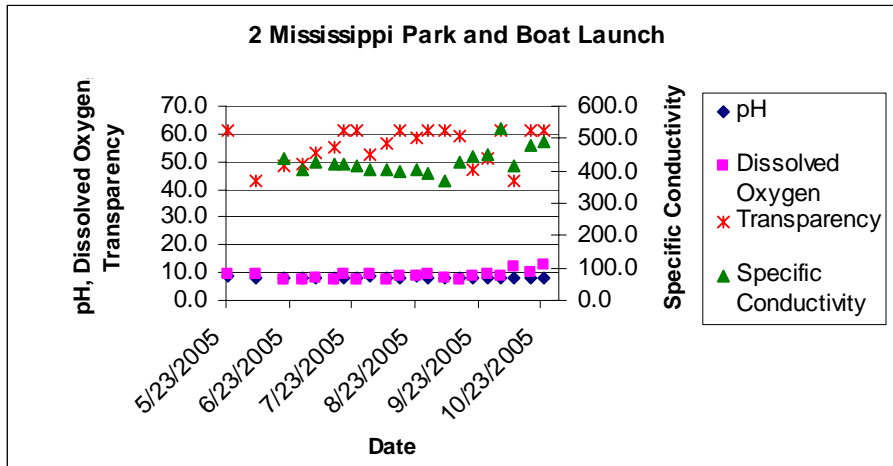 2 Mississippi Park and Boat Launch
pH, Dissolved Oxygen,
Transparency
70.0
60.0
50.0
40.0
30.0
20.0
10.0
0.0
600.0
500.0
400.0
300.0
200.0
100.0
0.0
Specific Conductivity
5/23/2005
6/23/2005
7/23/2005
8/23/2005
9/23/2005
10/23/2005
Date
pH
Dissolved
Oxygen
Transparency
Specific
Conductivity